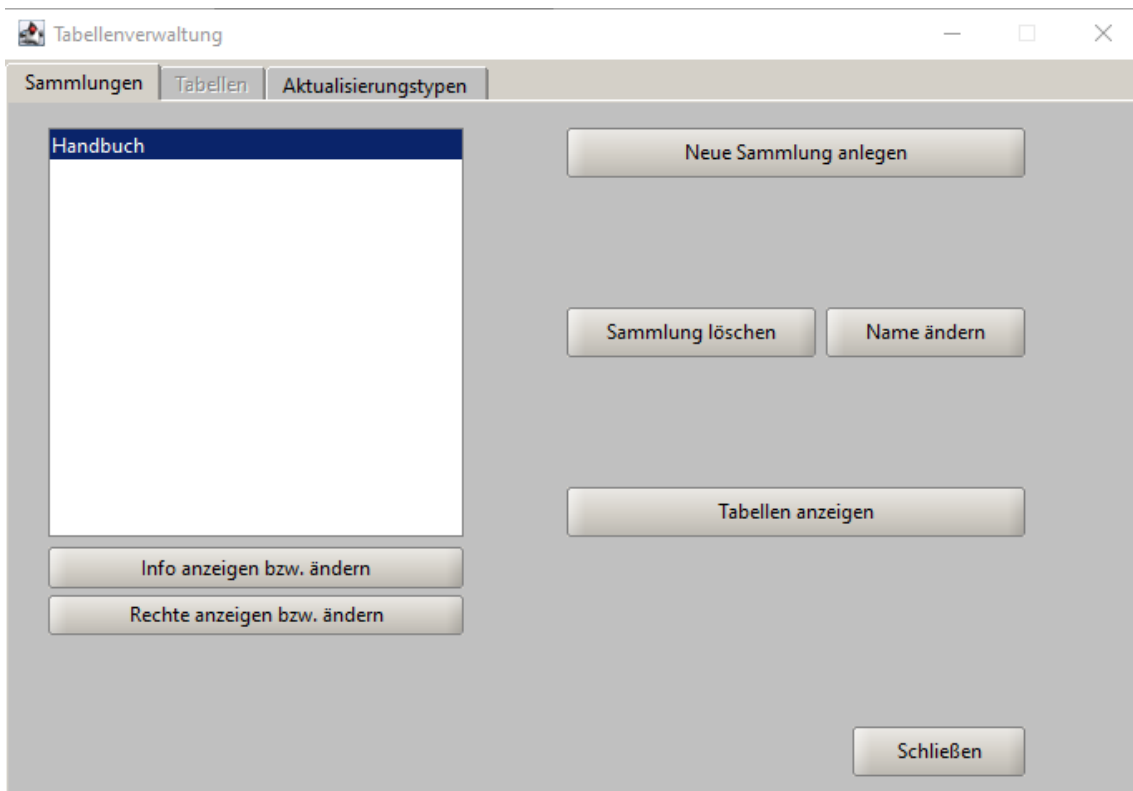 Tabellenverwaltung
Sammlungen Tabellen Aktualisierungstypen
Handbuch
Neue Sammlung anlegen
Sammlung löschen Name ändern
Tabellen anzeigen
Info anzeigen bzw. ändern
Rechte anzeigen bzw. ändern
Schließen